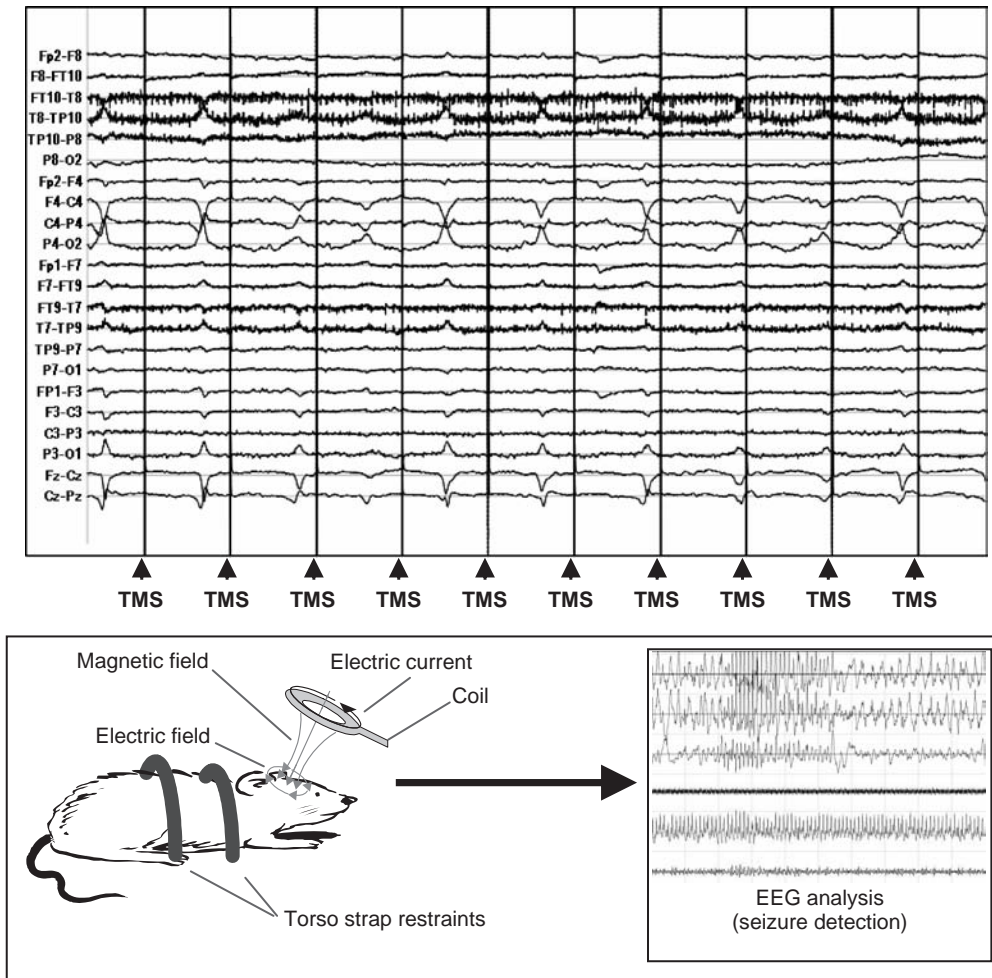 Fp2-F8
F8-FT10
FT10-T8
T8-TP10
TP10-P8
P8-O2
Fp2-F4
F4-C4
C4-P4
P4-O2
Fp1-F7
F7-FT9
FT9-T7
T7-TP9
TP9-P7
P7-O1
FP1-F3
F3-C3
C3-P3
P3-O1
Fz-Cz
Cz-Pz
TMS TMS TMS TMS TMS TMS TMS TMS TMS TMS
Magnetic field
Electric current
Coil
Electric field
Torso strap restraints
EEG analysis
(seizure detection)